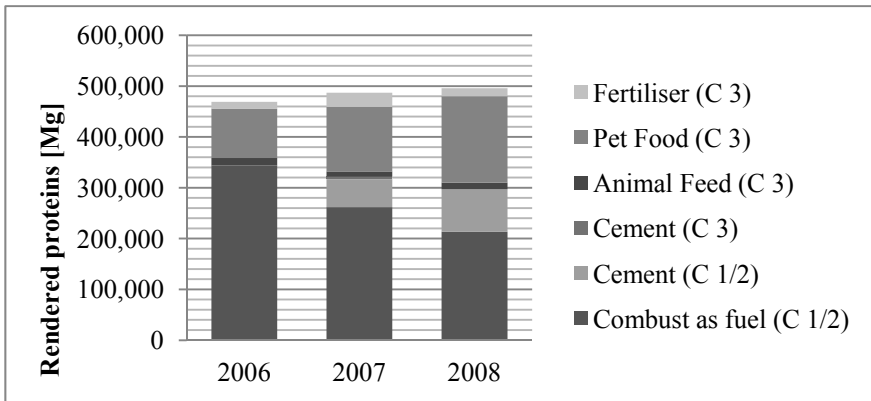 Rendered proteins [Mg]
600,000
500,000
400,000
300,000
200,000
100,000
0
2006
2007
2008
Fertiliser (C 3)
Pet Food (C 3)
Animal Feed (C 3)
Cement (C 3)
Cement (C 1/2)
Combust as fuel (C 1/2)